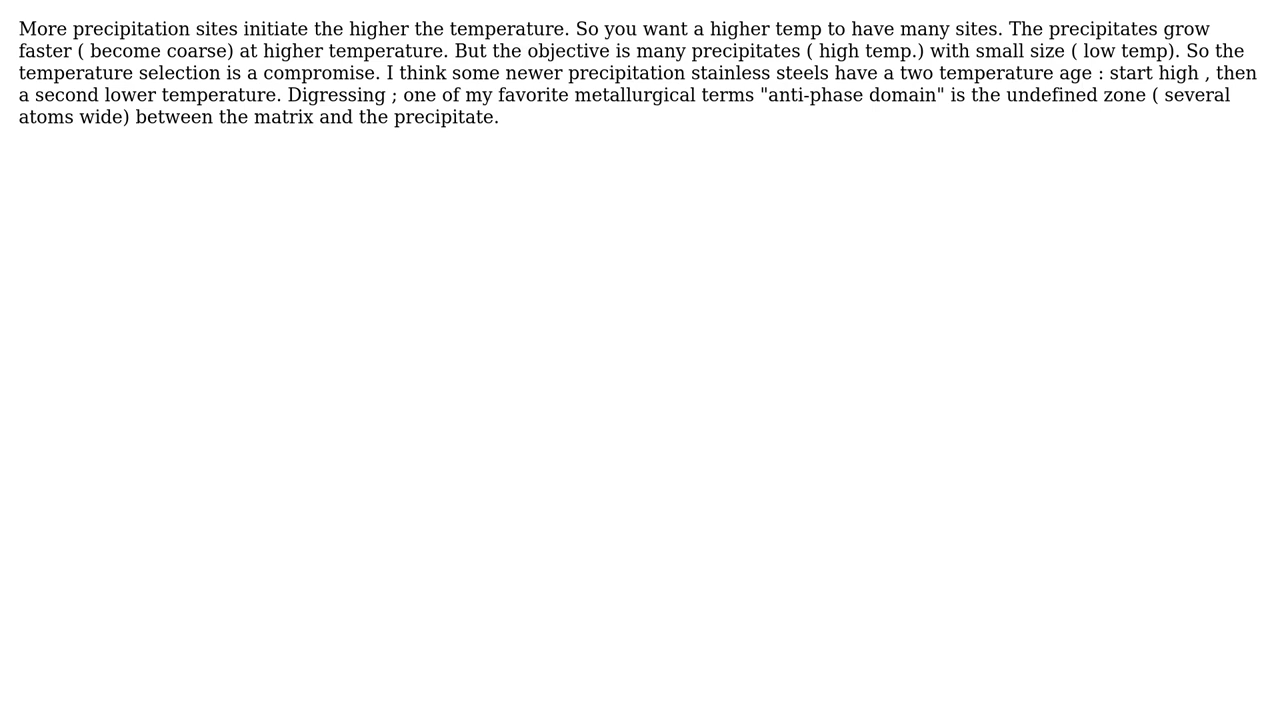 More precipitation sites initiate the higher the temperature. So you want a higher temp to have many sites. The precipitates grow
faster ( become coarse) at higher temperature. But the objective is many precipitates ( high temp.) with small size ( low temp). So the
temperature selection is a compromise. I think some newer precipitation stainless steels have a two temperature age : start high , then
a second lower temperature. Digressing ; one of my favorite metallurgical terms "anti-phase domain" is the undefined zone ( several
atoms wide) between the matrix and the precipitate.